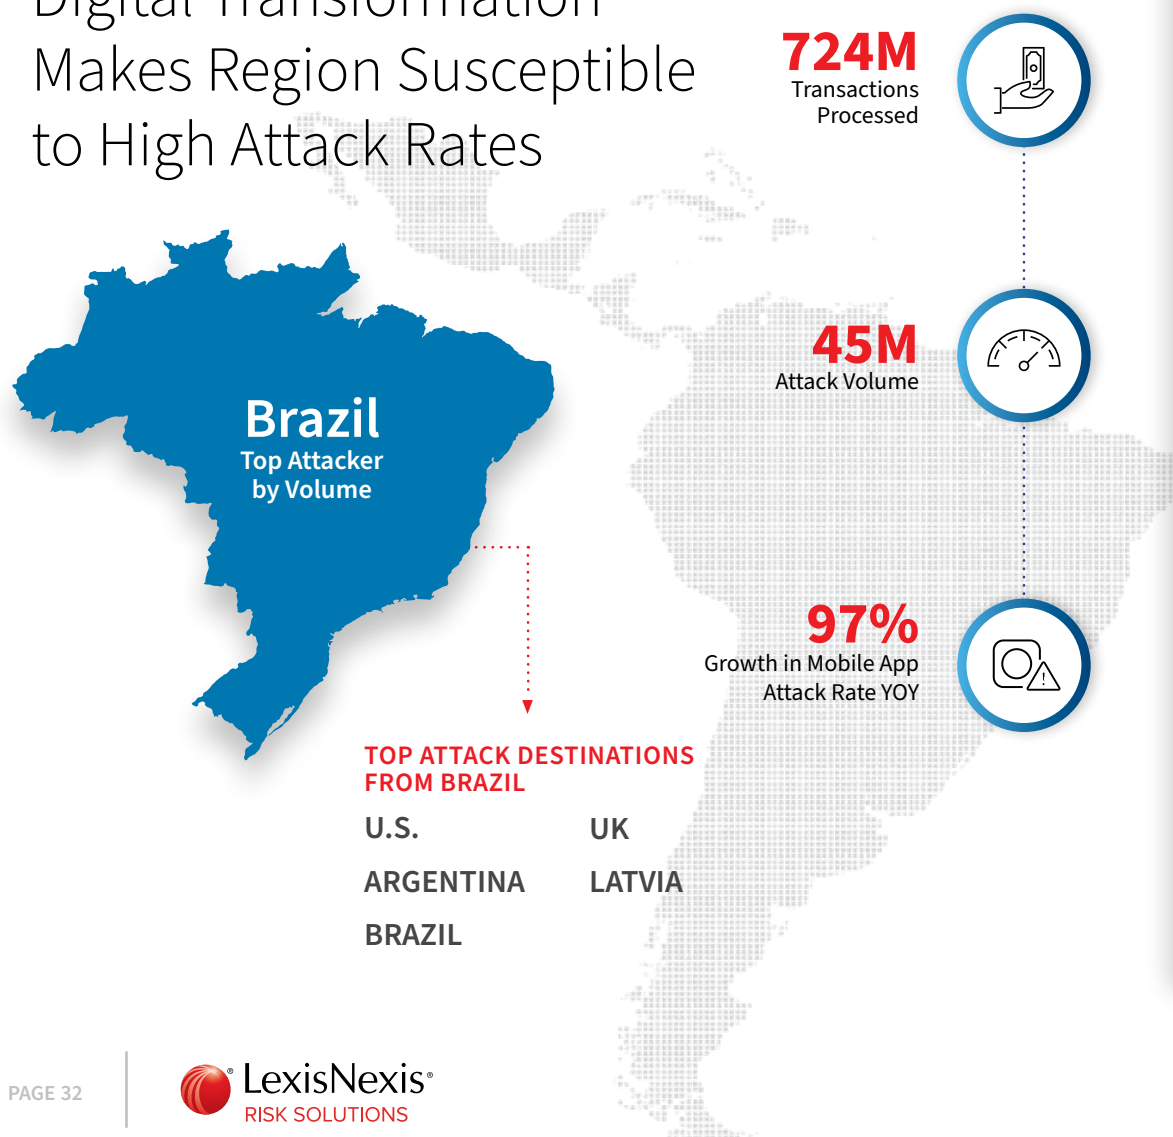 Digital Transformation
Makes Region Susceptible
to High Attack Rates
724M
Transactions
Processed
45M
Attack Volume
Brazil
Top Attacker
by Volume
97%
Growth in Mobile App
Attack Rate YOY
TOP ATTACK DESTINATIONS
FROM BRAZIL
U.S.
UK
ARGENTINA
LATVIA
BRAZIL
PAGE 32
LexisNexis®
RISK SOLUTIONS